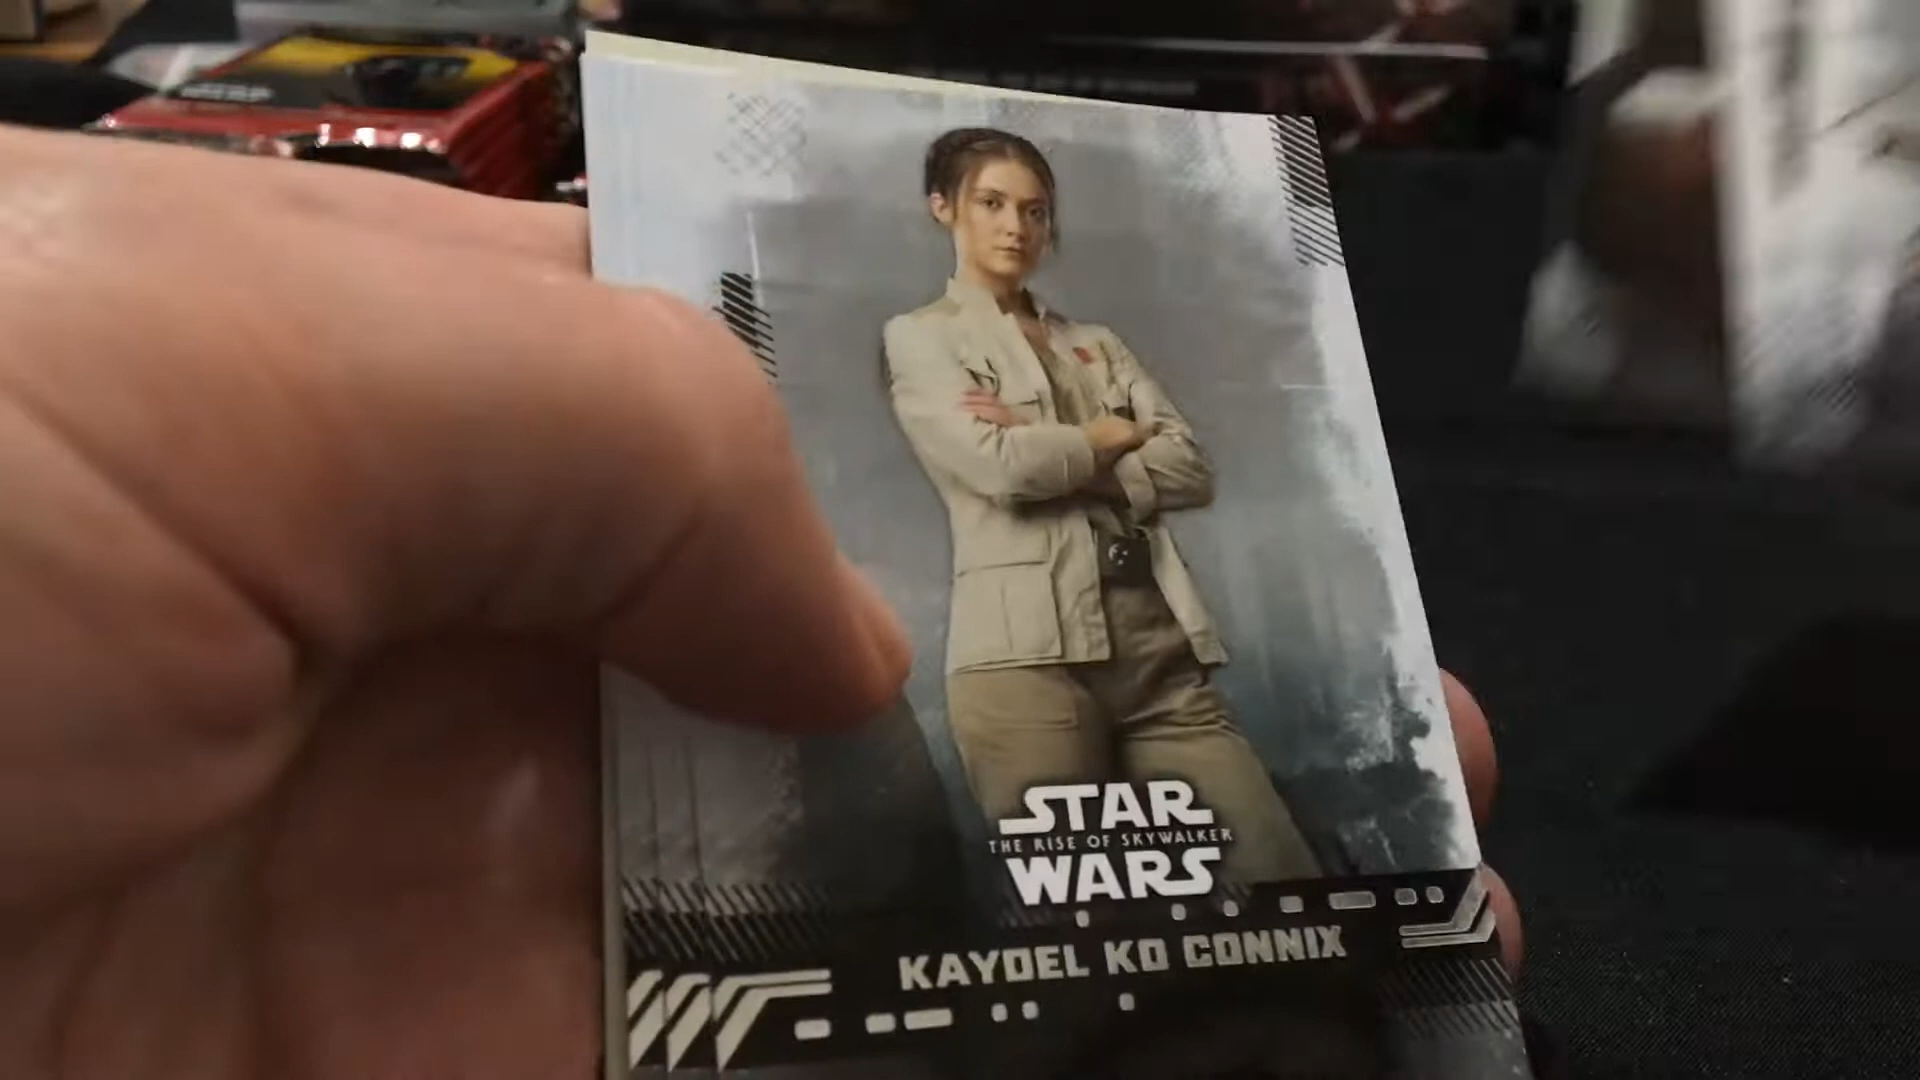 STAR
THE RISE OF SKYWALKER
WARS
KAYDEL KO CONNIX